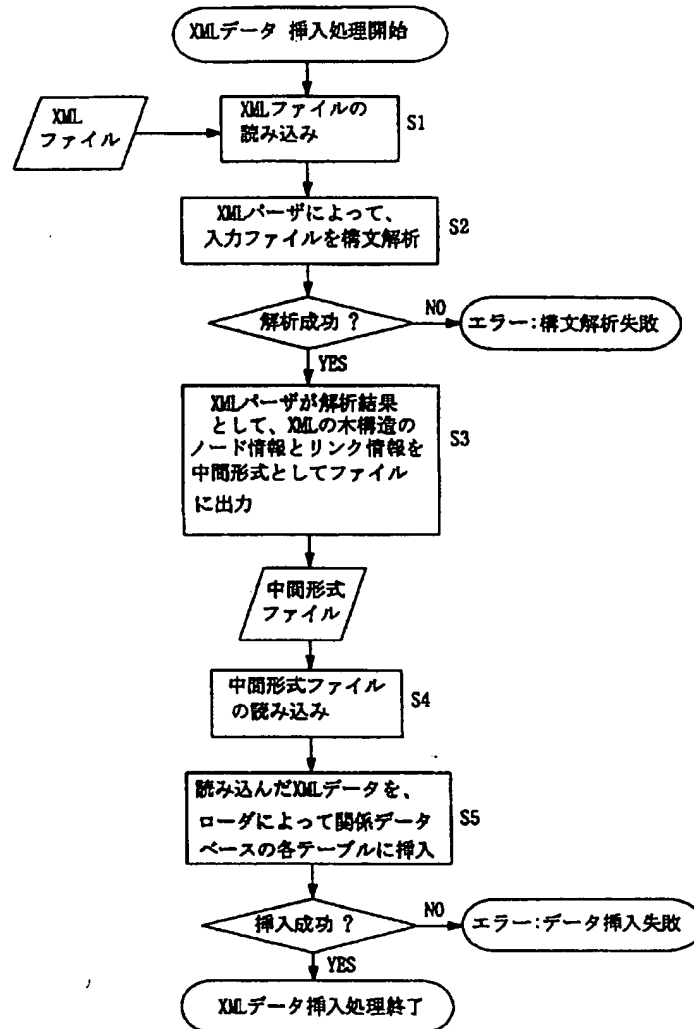 XMLデータ 挿入処理開始
XML
ファイル
XMLファイルの
読み込み
S1
XMLパーザによって、
入力ファイルを構文解析
S2
解析成功 ?
NO
エラー:構文解析失敗
YES
XMLパーザが解析結果
として、XMLの木構造の
ノード情報とリンク情報を
中間形式としてファイル
に出力
S3
中間形式
ファイル
中間形式ファイル
の読み込み
S4
読み込んだXMLデータを、
ローダによって関係データ
ベースの各テーブルに挿入
S5
挿入成功 ?
NO
エラー:データ挿入失敗
YES
XMLデータ挿入処理終了